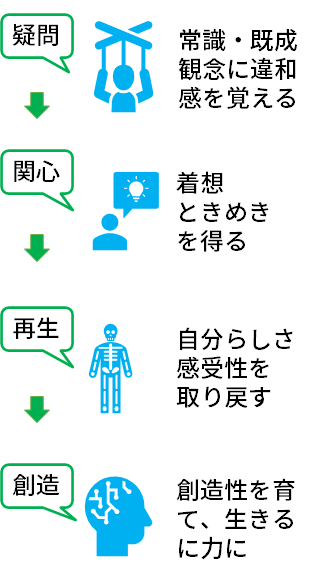 疑問
常識・既成
観念に違和
感を覚える
関心
着想
ときめき
を得る
再生
自分らしさ
感受性を
取り戻す
創造
創造性を育
て、生きる
に力に